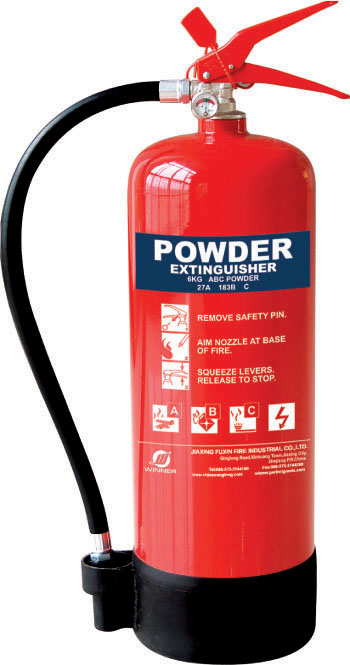 POWDER
EXTINGUISHER
6KG ABC POWDER
27A 183B C
REMOVE SAFETY PIN.
AIM NOZZLE AT BASE
OF FIRE.
SQUEEZE LEVERS.
RELEASE TO STOP.
A B C
WINNER
JIAXING FUXIN FIRE INDUSTRIAL CO.,LTD.